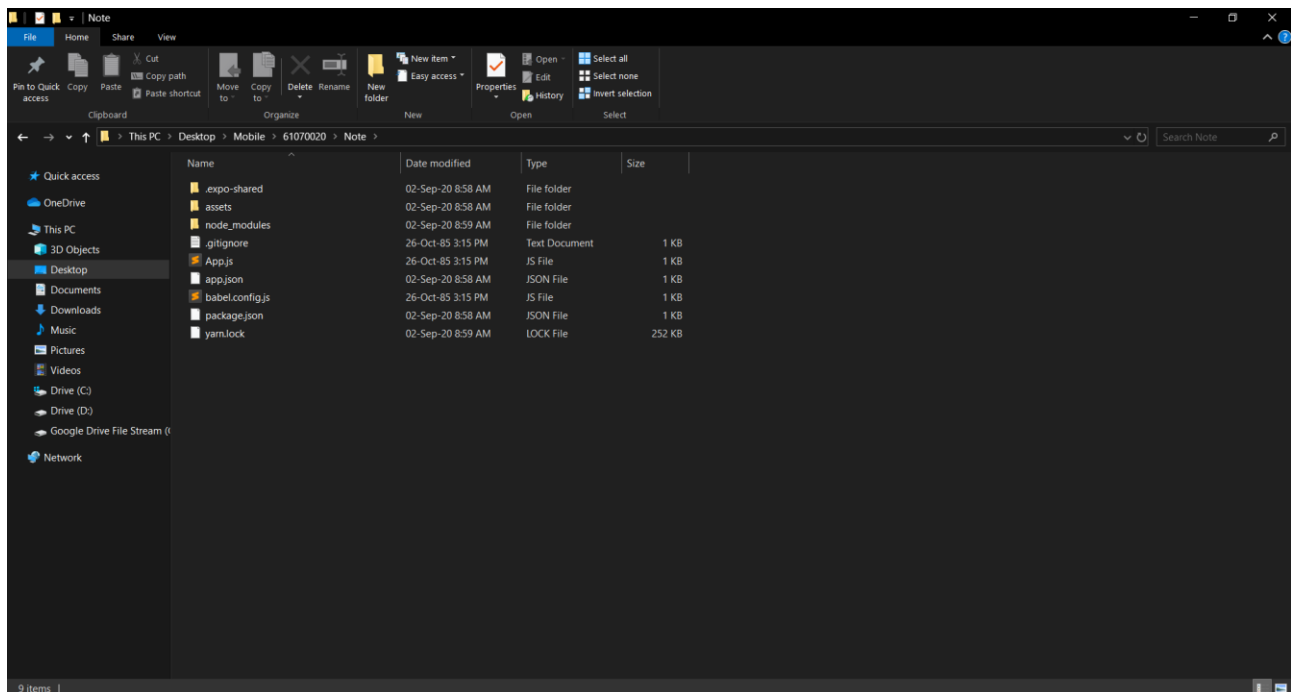 Note
File Home Share View
Pin to Quick access
Copy
Paste
Cut
Copy path
Paste shortcut
Clipboard
Move to
Copy to
Delete
Rename
Organize
New folder
New item
Easy access
New
Properties
Open
Edit
History
Open
Select all
Select none
Invert selection
Select
This PC > Desktop > Mobile > 61070020 > Note >
Search Note
Quick access
OneDrive
This PC
3D Objects
Desktop
Documents
Downloads
Music
Pictures
Videos
Drive (C:)
Drive (D:)
Google Drive File Stream (
Network
Name Date modified Type Size
.expo-shared 02-Sep-20 8:58 AM File folder
assets 02-Sep-20 8:58 AM File folder
node_modules 02-Sep-20 8:59 AM File folder
.gitignore 26-Oct-85 3:15 PM Text Document 1 KB
App.js 26-Oct-85 3:15 PM JS File 1 KB
app.json 02-Sep-20 8:58 AM JSON File 1 KB
babel.config.js 26-Oct-85 3:15 PM JS File 1 KB
package.json 02-Sep-20 8:58 AM JSON File 1 KB
yarn.lock 02-Sep-20 8:59 AM LOCK File 252 KB
9 items